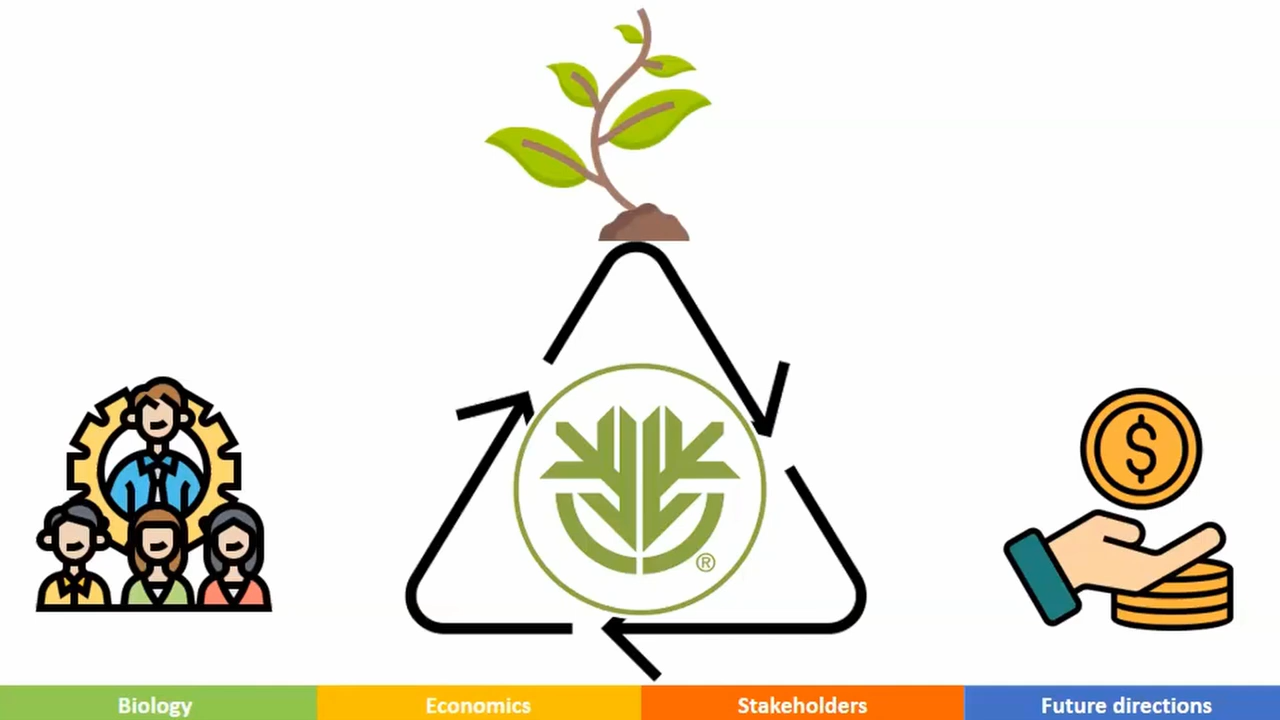 $
®
Biology
Economics
Stakeholders
Future directions